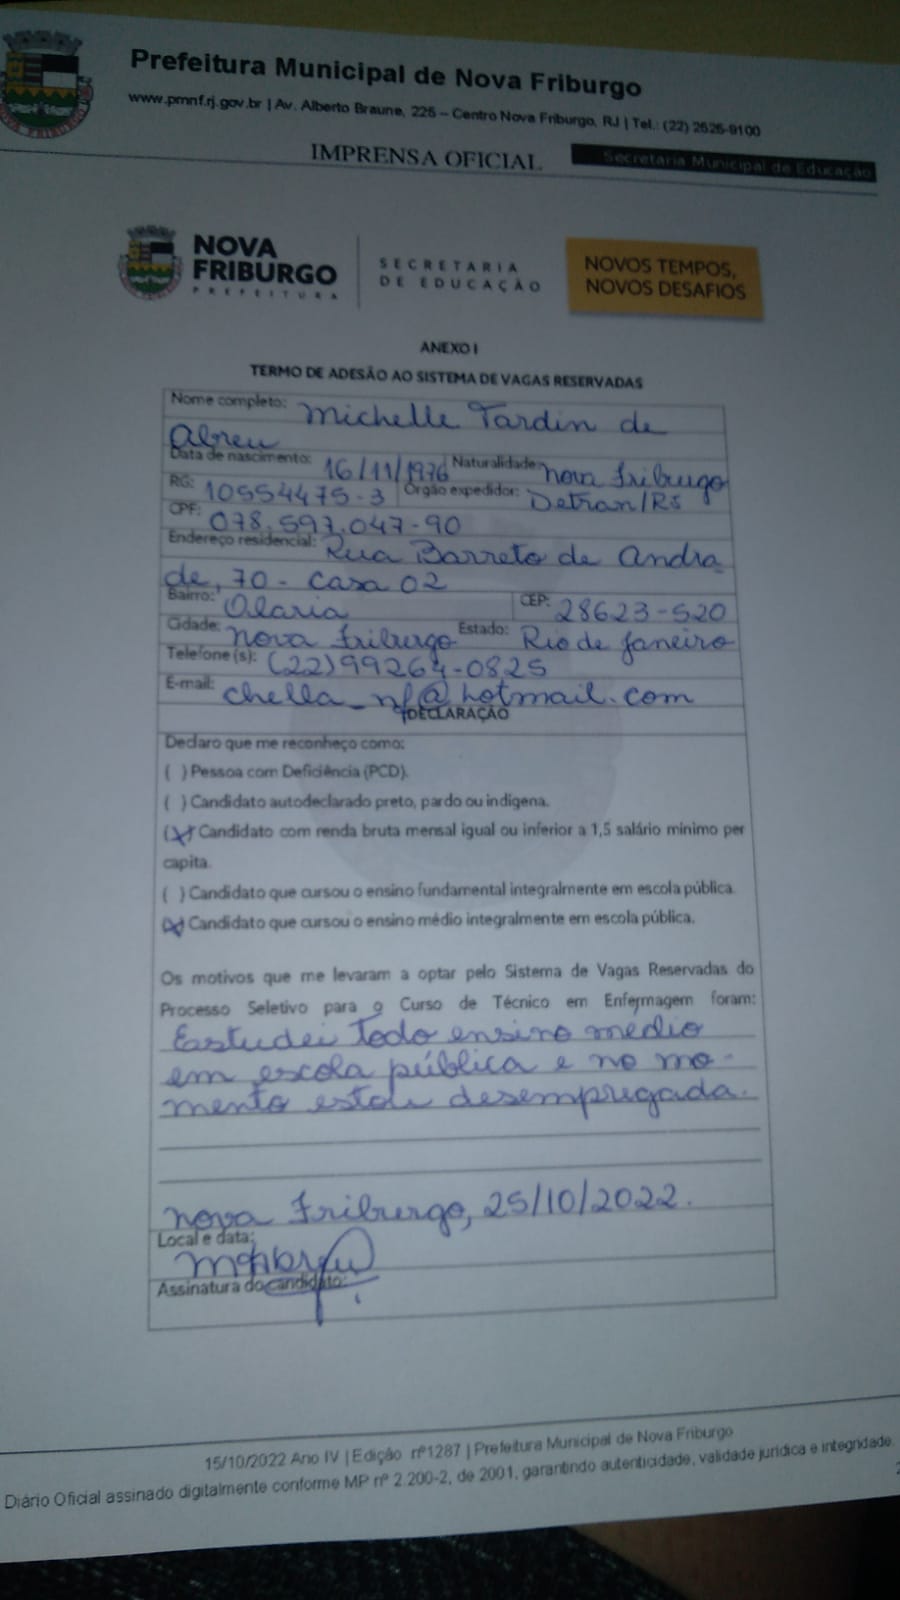 Prefeitura Municipal de Nova Friburgo
www.pmnf.rj.gov.br | Av. Alberto Braune, 225 – Centro Nova Friburgo, RJ | Tel.: (22) 2525-9100
IMPRENSA OFICIAL Secretaria Municipal de Educação
NOVA FRIBURGO
PREFEITURA
SECRETARIA
DE EDUCAÇÃO
NOVOS TEMPOS,
NOVOS DESAFIOS
ANEXO I
TERMO DE ADESÃO AO SISTEMA DE VAGAS RESERVADAS
Nome completo: Michelle Tardin de
Abreu
Data de nascimento: 16/11/1976 Naturalidade: Nova Friburgo
RG: 10554475-3 Órgão expedidor: Detran/RJ
CPF: 078.597.047-90
Endereço residencial: Rua Barreto de Andra
de, 70 - casa 02
Bairro: Olaria CEP: 28623-520
Cidade: Nova Friburgo Estado: Rio de Janeiro
Telefone(s): (22) 99264-0825
E-mail: chella_nf@hotmail.com
DECLARAÇÃO
Declaro que me reconheço como:
( ) Pessoa com Deficiência (PCD).
( ) Candidato autodeclarado preto, pardo ou indígena.
(X) Candidato com renda bruta mensal igual ou inferior a 1,5 salário mínimo per
capita.
( ) Candidato que cursou o ensino fundamental integralmente em escola pública.
(X) Candidato que cursou o ensino médio integralmente em escola pública.
Os motivos que me levaram a optar pelo Sistema de Vagas Reservadas do
Processo Seletivo para o Curso de Técnico em Enfermagem foram:
Estudei todo ensino médio
em escola pública e no mo-
mento estou desempregada.
Nova Friburgo, 25/10/2022.
Local e data:
Assinatura do candidato:
15/10/2022 Ano IV | Edição nº1287 | Prefeitura Municipal de Nova Friburgo
Diário Oficial assinado digitalmente conforme MP nº 2.200-2, de 2001, garantindo autenticidade, validade jurídica e integridade.